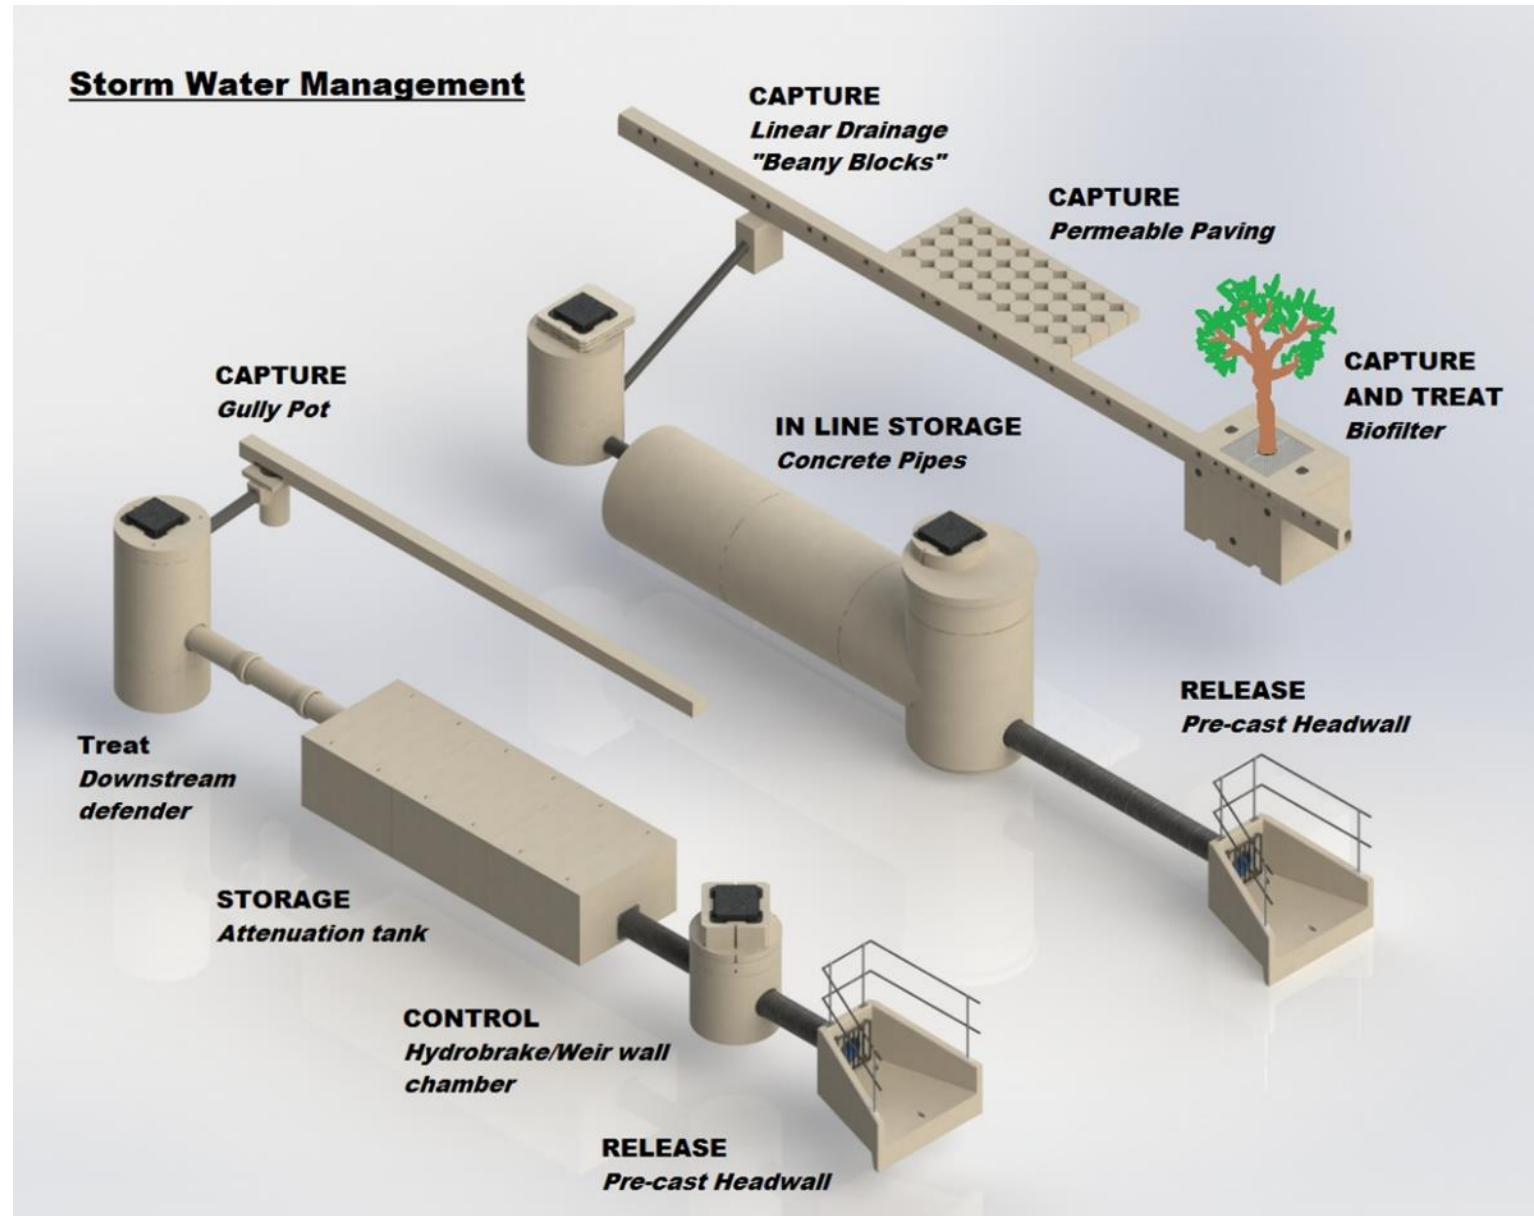 Storm Water Management
CAPTURE
Linear Drainage
"Beany Blocks"
CAPTURE
Permeable Paving
CAPTURE
AND TREAT
Biofilter
CAPTURE
Gully Pot
IN LINE STORAGE
Concrete Pipes
RELEASE
Pre-cast Headwall
Treat
Downstream
defender
STORAGE
Attenuation tank
CONTROL
Hydrobrake/Weir wall
chamber
RELEASE
Pre-cast Headwall